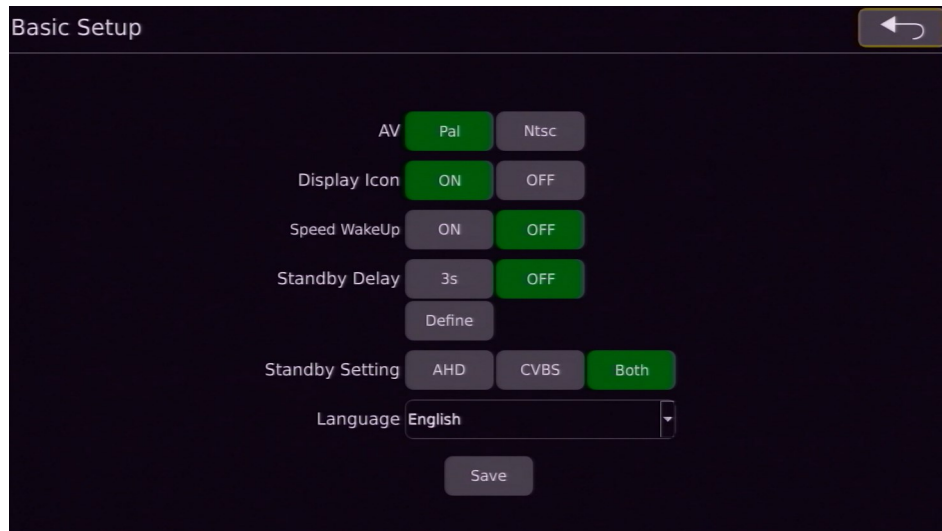 Basic Setup
AV Pal Ntsc
Display Icon ON OFF
Speed WakeUp ON OFF
Standby Delay 3s OFF
Define
Standby Setting AHD CVBS Both
Language English
Save